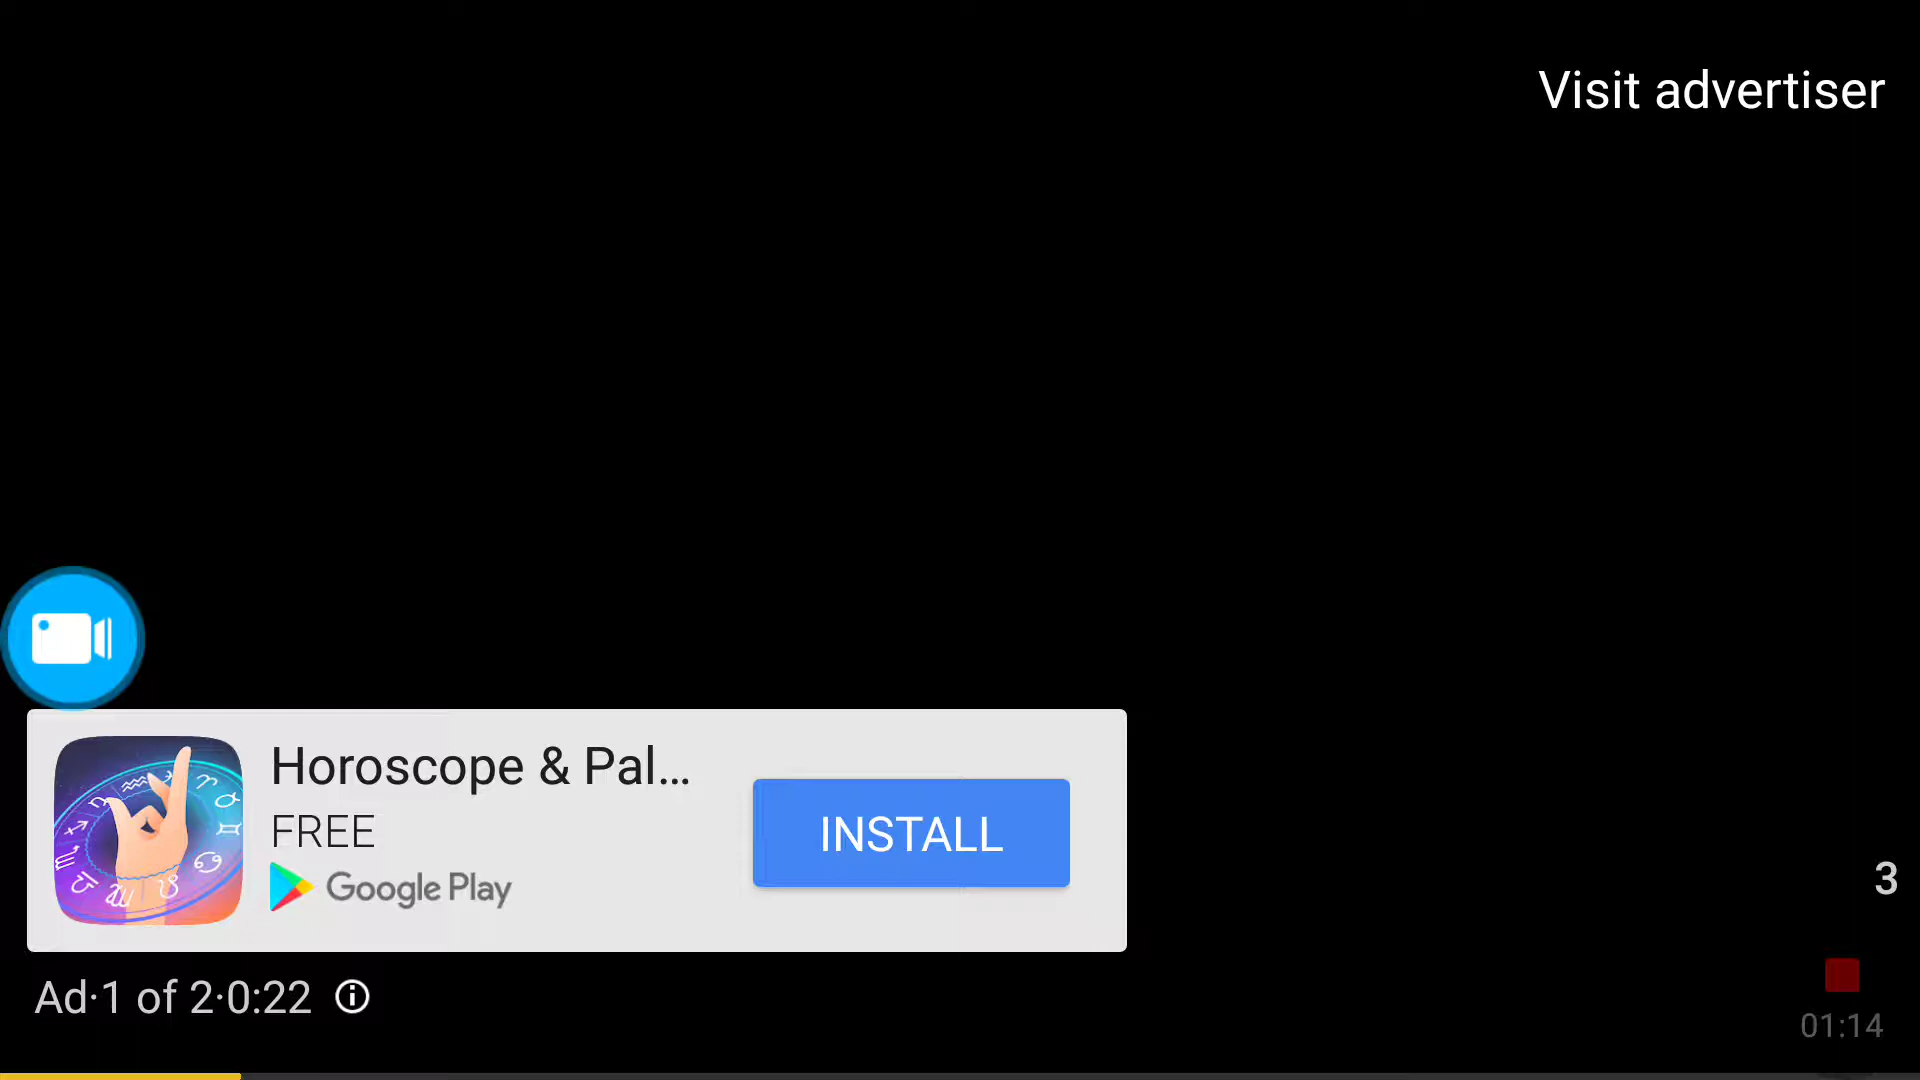 Visit advertiser
Horoscope & Pal...
FREE
Google Play
INSTALL
3
Ad·1 of 2·0:22
01:14